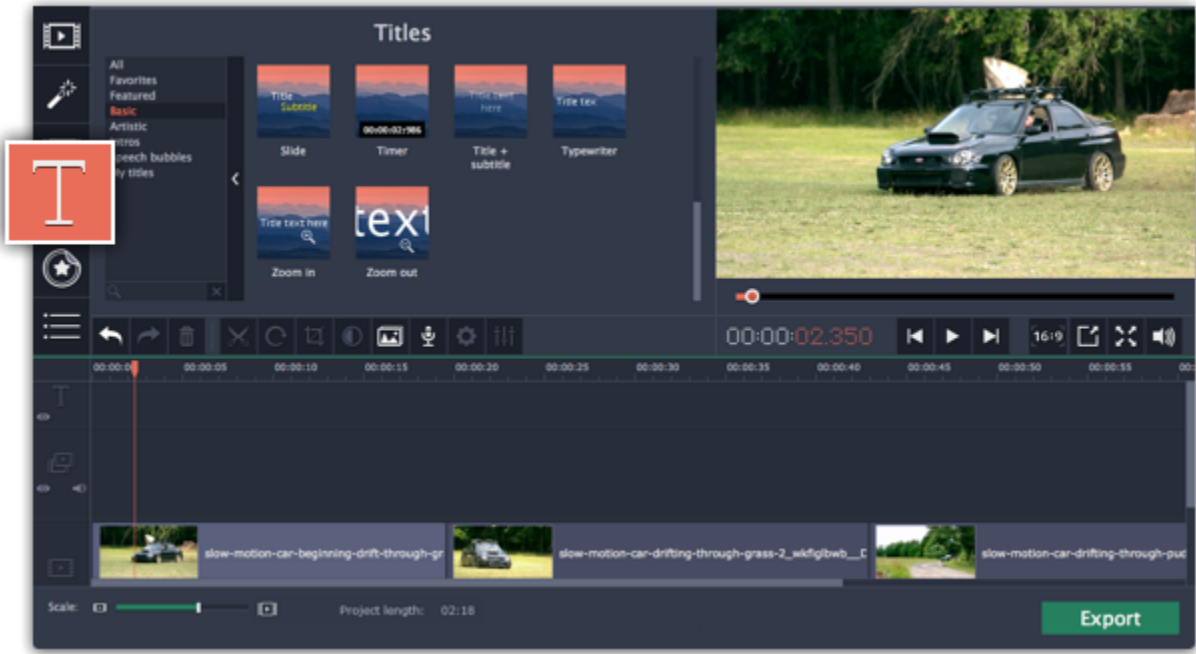 Titles
All
Favorites
Featured
Basic
Artistic
Intros
Speech bubbles
My titles
T
Title
Subtitle
Slide
00:00:02:986
Timer
Title text
here
Title +
subtitle
Title tex
Typewriter
Title text here
Zoom in
text
Zoom out
00:00:02.350
16:9
00:00:0
00:00:05
00:00:10
00:00:15
00:00:20
00:00:25
00:00:30
00:00:35
00:00:40
00:00:45
00:00:50
00:00:55
00:
T
slow-motion-car-beginning-drift-through-gr
slow-motion-car-drifting-through-grass-2_wkfiglbwb__D
slow-motion-car-drifting-through-pud
Scale:
Project length: 02:18
Export